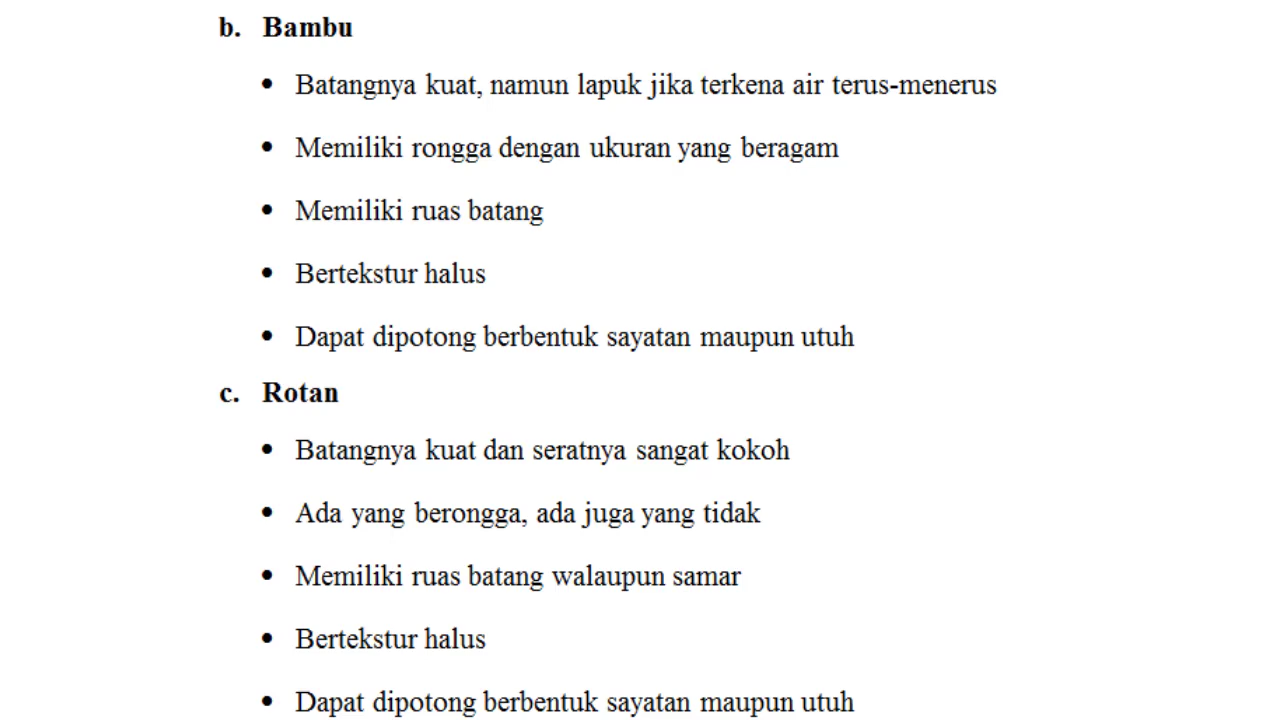 b. Bambu
• Batangnya kuat, namun lapuk jika terkena air terus-menerus
• Memiliki rongga dengan ukuran yang beragam
• Memiliki ruas batang
• Bertekstur halus
• Dapat dipotong berbentuk sayatan maupun utuh
c. Rotan
• Batangnya kuat dan seratnya sangat kokoh
• Ada yang berongga, ada juga yang tidak
• Memiliki ruas batang walaupun samar
• Bertekstur halus
• Dapat dipotong berbentuk sayatan maupun utuh